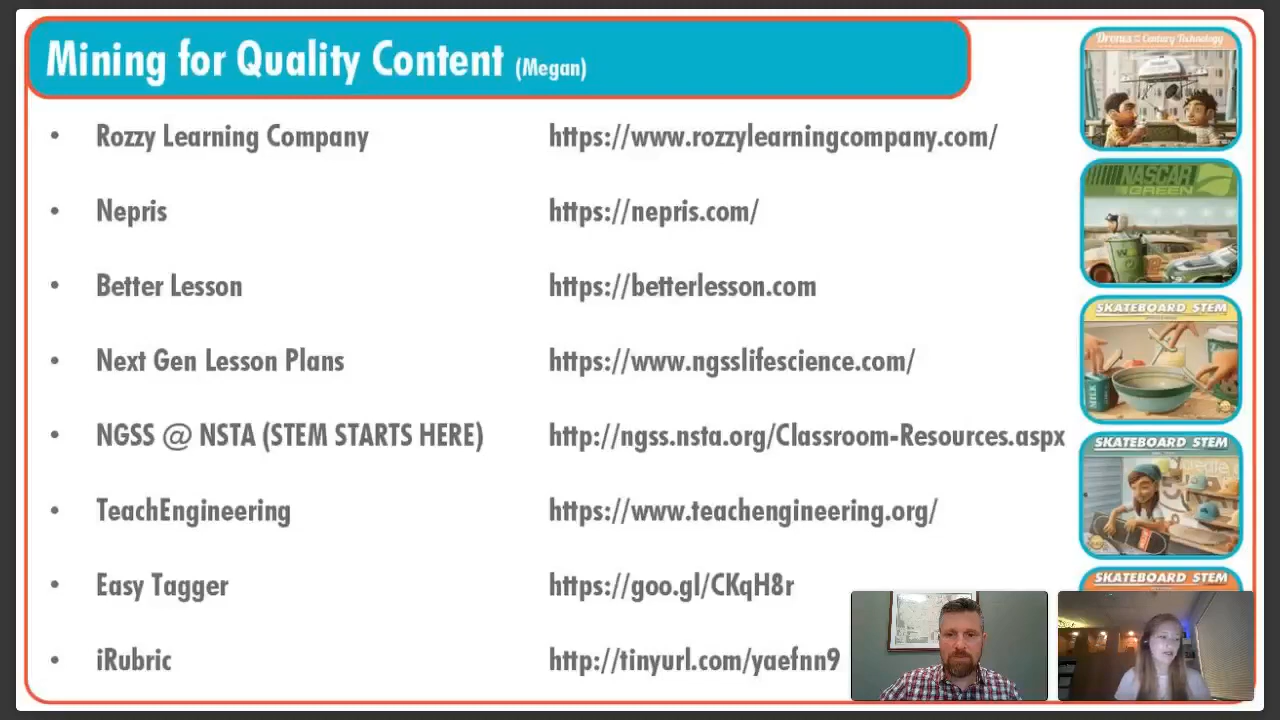 Mining for Quality Content (Megan)
• Rozzy Learning Company https://www.rozzylearningcompany.com/
• Nepris https://nepris.com/
• Better Lesson https://betterlesson.com
• Next Gen Lesson Plans https://www.ngsslifescience.com/
• NGSS @ NSTA (STEM STARTS HERE) http://ngss.nsta.org/Classroom-Resources.aspx
• TeachEngineering https://www.teachengineering.org/
• Easy Tagger https://goo.gl/CKqH8r
• iRubric http://tinyurl.com/yaefnn9
Century Technology
NASCAR
GREEN
SKATEBOARD STEM
MILK
SKATEBOARD STEM
SKATEBOARD STEM